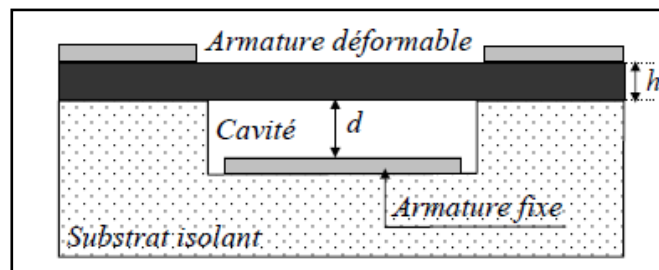 Armature déformable
h
d
Cavité
Armature fixe
Substrat isolant